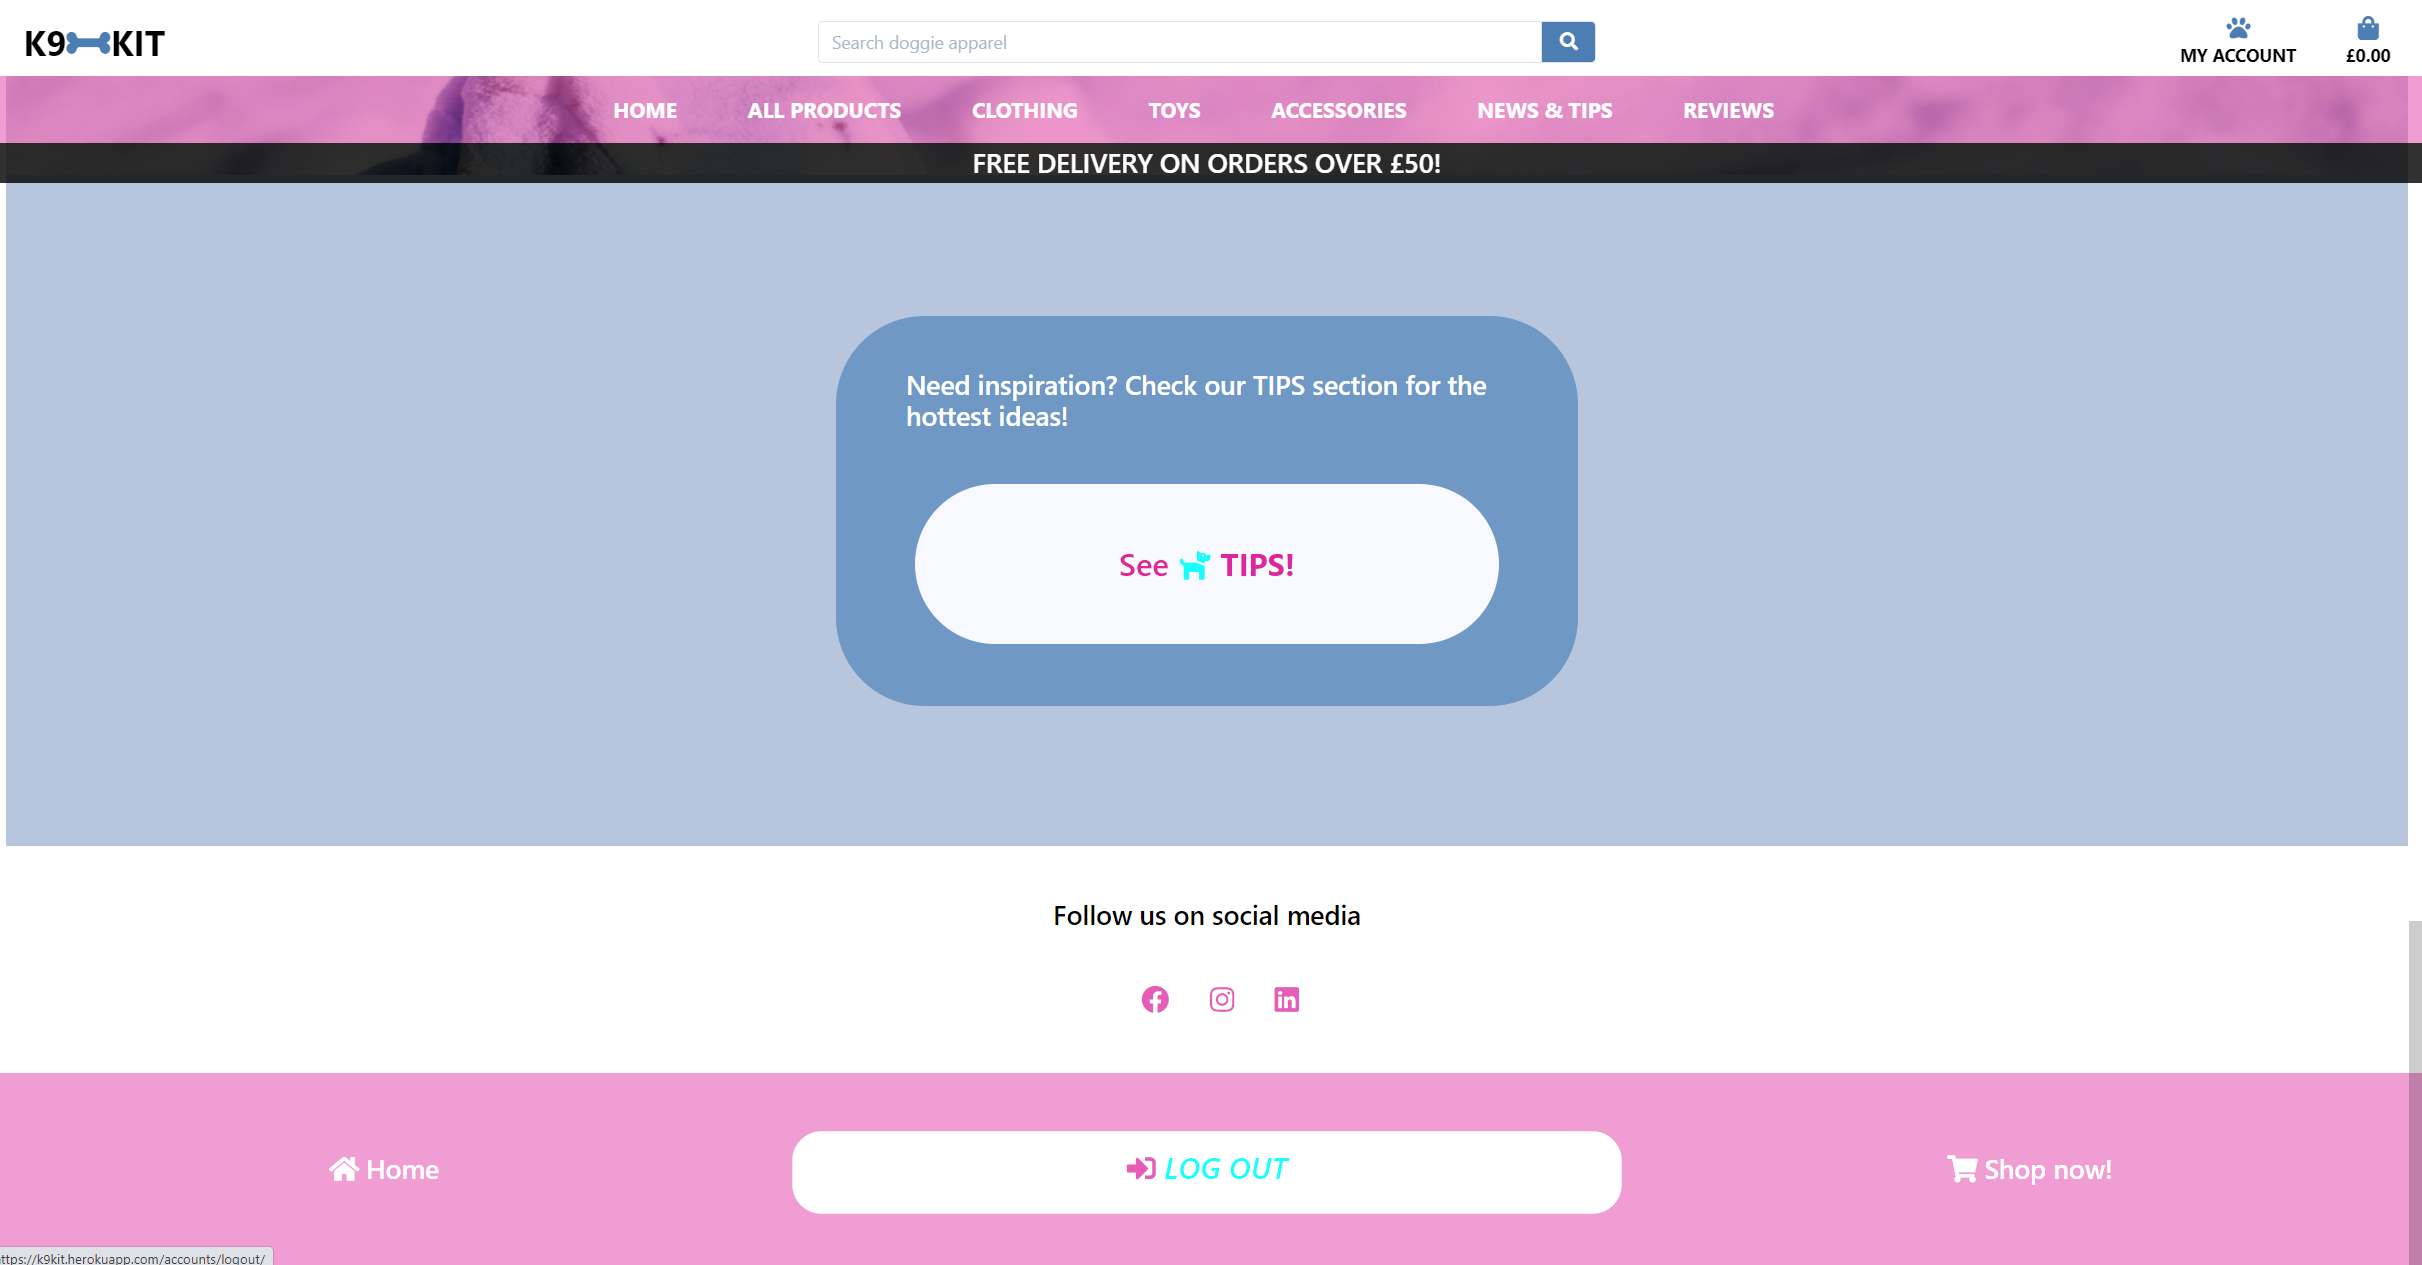 K9 KIT
Search doggie apparel
MY ACCOUNT
£0.00
HOME ALL PRODUCTS CLOTHING TOYS ACCESSORIES NEWS & TIPS REVIEWS
FREE DELIVERY ON ORDERS OVER £50!
Need inspiration? Check our TIPS section for the
hottest ideas!
See TIPS!
Follow us on social media
Home
LOG OUT
Shop now!
ttps://k9kit.herokuapp.com/accounts/logout/